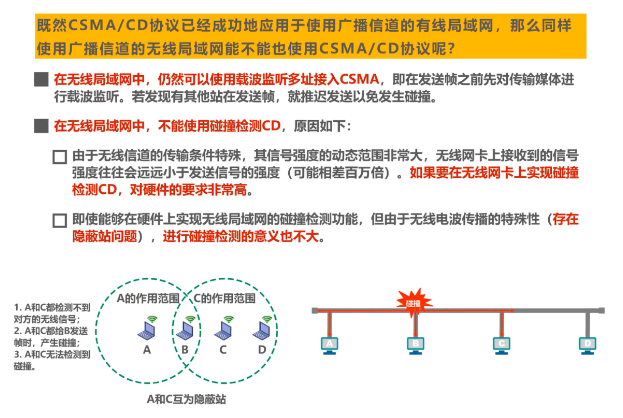 既然CSMA/CD协议已经成功地应用于使用广播信道的有线局域网，那么同样
使用广播信道的无线局域网能不能也使用CSMA/CD协议呢？
在无线局域网中，仍然可以使用载波监听多址接入CSMA，即在发送帧之前先对传输媒体进
行载波监听。若发现有其他站在发送帧，就推迟发送以免发生碰撞。
在无线局域网中，不能使用碰撞检测CD，原因如下：
由于无线信道的传输条件特殊，其信号强度的动态范围非常大，无线网卡上接收到的信号
强度往往会远远小于发送信号的强度（可能相差百万倍）。如果要在无线网卡上实现碰撞
检测CD，对硬件的要求非常高。
即使能够在硬件上实现无线局域网的碰撞检测功能，但由于无线电波传播的特殊性（存在
隐蔽站问题），进行碰撞检测的意义也不大。
A的作用范围
C的作用范围
1. A和C都检测不到
对方的无线信号；
2. A和C都给B发送
帧时，产生碰撞；
3. A和C无法检测到
碰撞。
A
B
C
D
A和C互为隐蔽站
碰撞
A
B
C
D